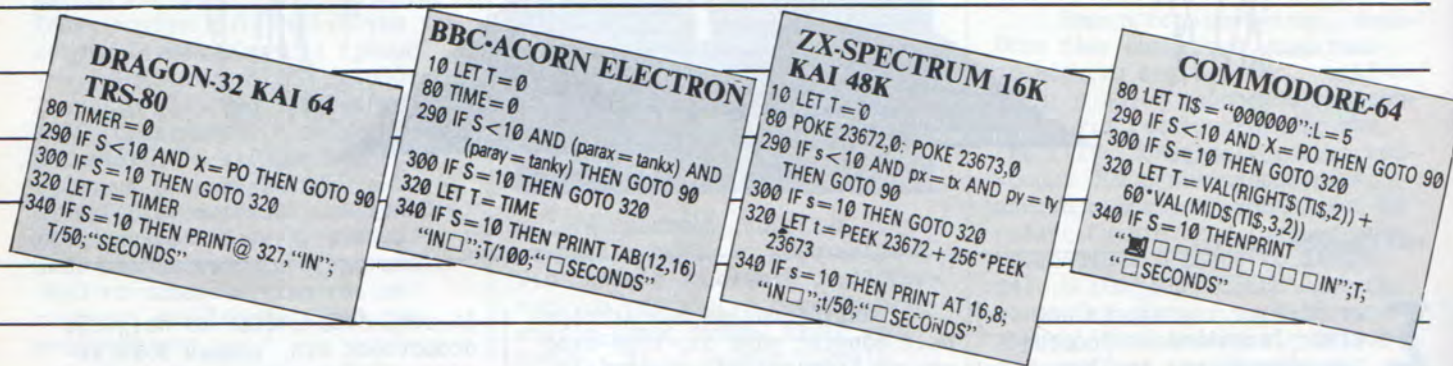 DRAGON-32 KAI 64
TRS-80
80 TIMER = 0
290 IF S < 10 AND X = PO THEN GOTO 90
300 IF S = 10 THEN GOTO 320
320 LET T = TIMER
340 IF S = 10 THEN PRINT@ 327,"IN";
T/50;"SECONDS"
BBC-ACORN ELECTRON
10 LET T = 0
80 TIME = 0
290 IF S < 10 AND (parax = tankx) AND
(paray = tanky) THEN GOTO 90
300 IF S = 10 THEN GOTO 320
320 LET T = TIME
340 IF S = 10 THEN PRINT TAB(12,16)
"IN□";T/100;"□SECONDS"
ZX-SPECTRUM 16K
KAI 48K
10 LET T = 0
80 POKE 23672,0: POKE 23673,0
290 IF s < 10 AND px = tx AND py = ty
THEN GOTO 90
300 IF s = 10 THEN GOTO 320
320 LET t = PEEK 23672 + 256*PEEK
23673
340 IF s = 10 THEN PRINT AT 16,8;
"IN□";t/50;"□SECONDS"
COMMODORE-64
80 LET TI$ = "000000":L = 5
290 IF S < 10 AND X = PO THEN GOTO 90
300 IF S = 10 THEN GOTO 320
320 LET T = VAL(RIGHT$(TI$,2)) +
60*VAL(MID$(TI$,3,2))
340 IF S = 10 THENPRINT
□□□□□□□□IN";T;
"□SECONDS"